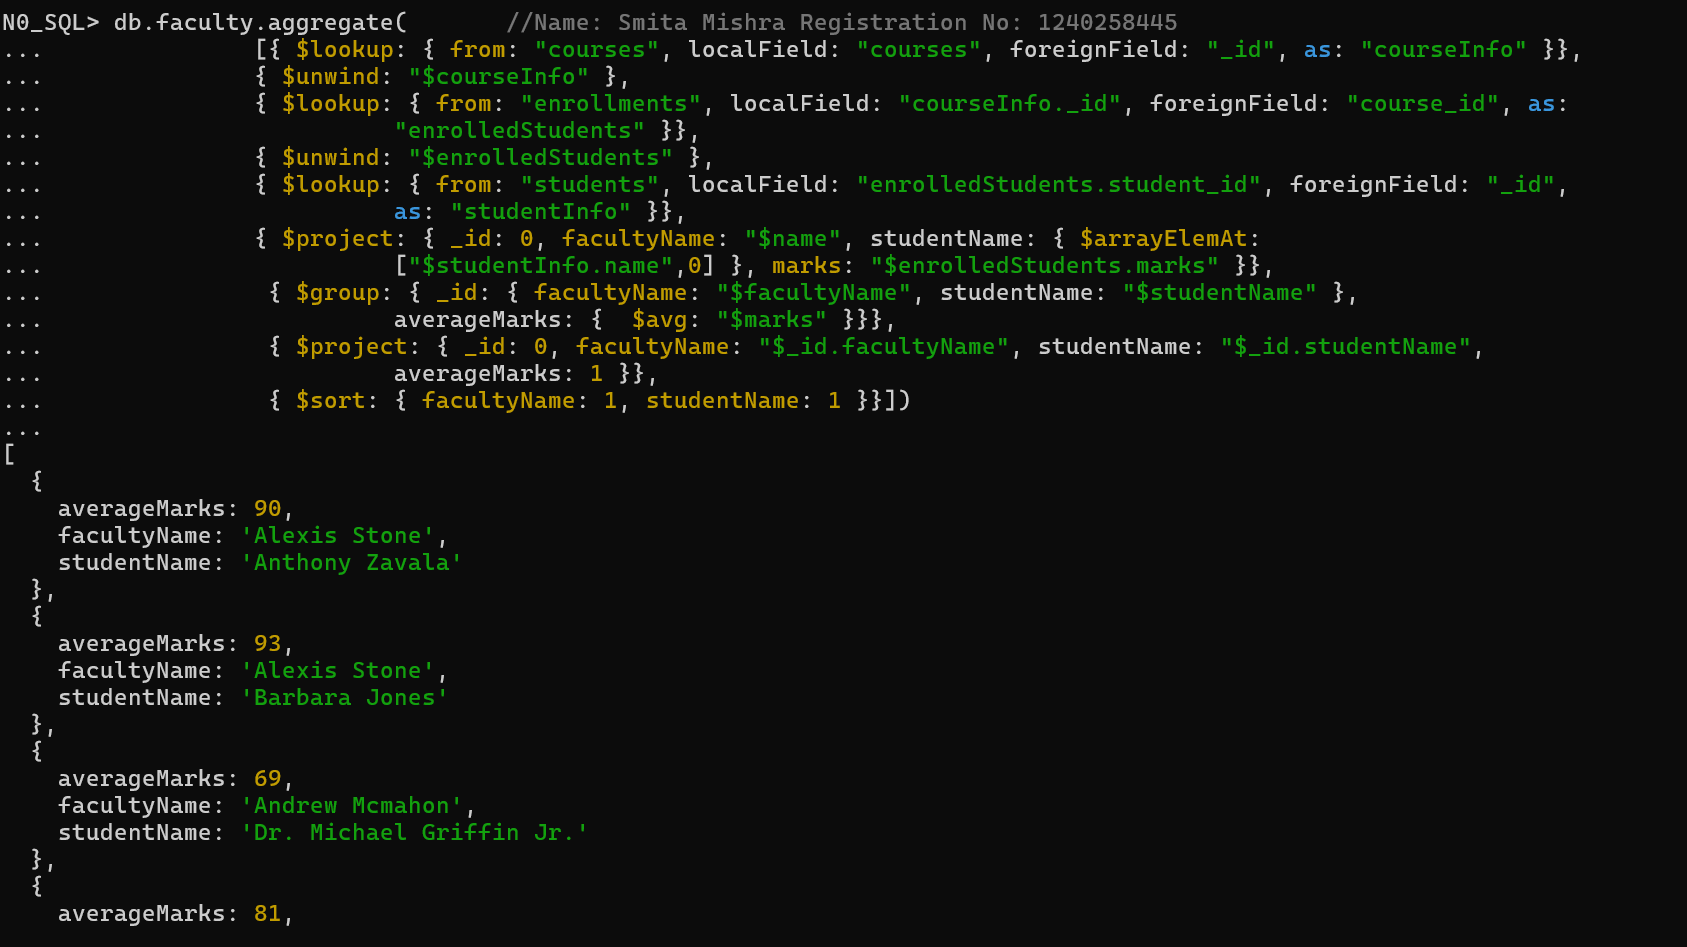 N0_SQL> db.faculty.aggregate(       //Name: Smita Mishra Registration No: 1240258445
...               [{ $lookup: { from: "courses", localField: "courses", foreignField: "_id", as: "courseInfo" }},
...               { $unwind: "$courseInfo" },
...               { $lookup: { from: "enrollments", localField: "courseInfo._id", foreignField: "course_id", as:
...                         "enrolledStudents" }},
...               { $unwind: "$enrolledStudents" },
...               { $lookup: { from: "students", localField: "enrolledStudents.student_id", foreignField: "_id",
...                         as: "studentInfo" }},
...               { $project: { _id: 0, facultyName: "$name", studentName: { $arrayElemAt:
...                         ["$studentInfo.name",0] }, marks: "$enrolledStudents.marks" }},
...                { $group: { _id: { facultyName: "$facultyName", studentName: "$studentName" },
...                         averageMarks: {  $avg: "$marks" }}},
...                { $project: { _id: 0, facultyName: "$_id.facultyName", studentName: "$_id.studentName",
...                         averageMarks: 1 }},
...                { $sort: { facultyName: 1, studentName: 1 }}])
...
[
  {
    averageMarks: 90,
    facultyName: 'Alexis Stone',
    studentName: 'Anthony Zavala'
  },
  {
    averageMarks: 93,
    facultyName: 'Alexis Stone',
    studentName: 'Barbara Jones'
  },
  {
    averageMarks: 69,
    facultyName: 'Andrew Mcmahon',
    studentName: 'Dr. Michael Griffin Jr.'
  },
  {
    averageMarks: 81,